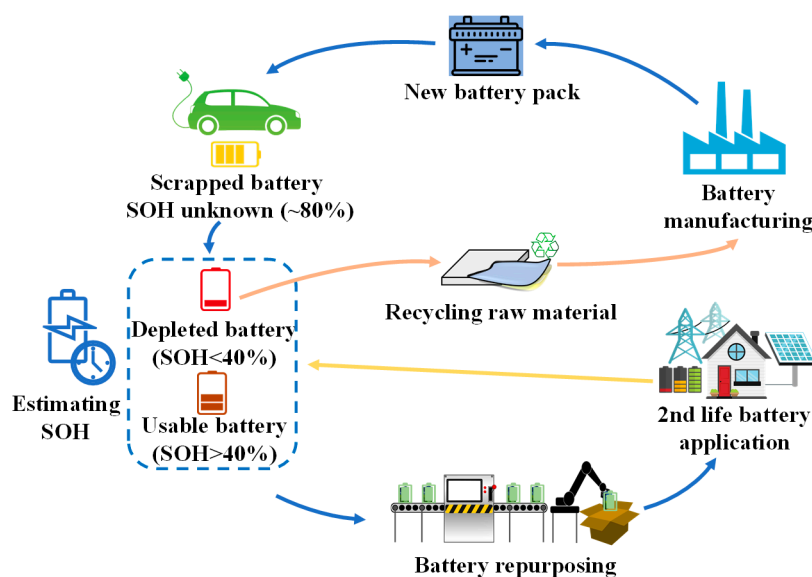 New battery pack
Scrapped battery
SOH unknown (~80%)
Battery
manufacturing
Recycling raw material
Depleted battery
(SOH<40%)
Estimating
SOH
Usable battery
(SOH>40%)
2nd life battery
application
Battery repurposing